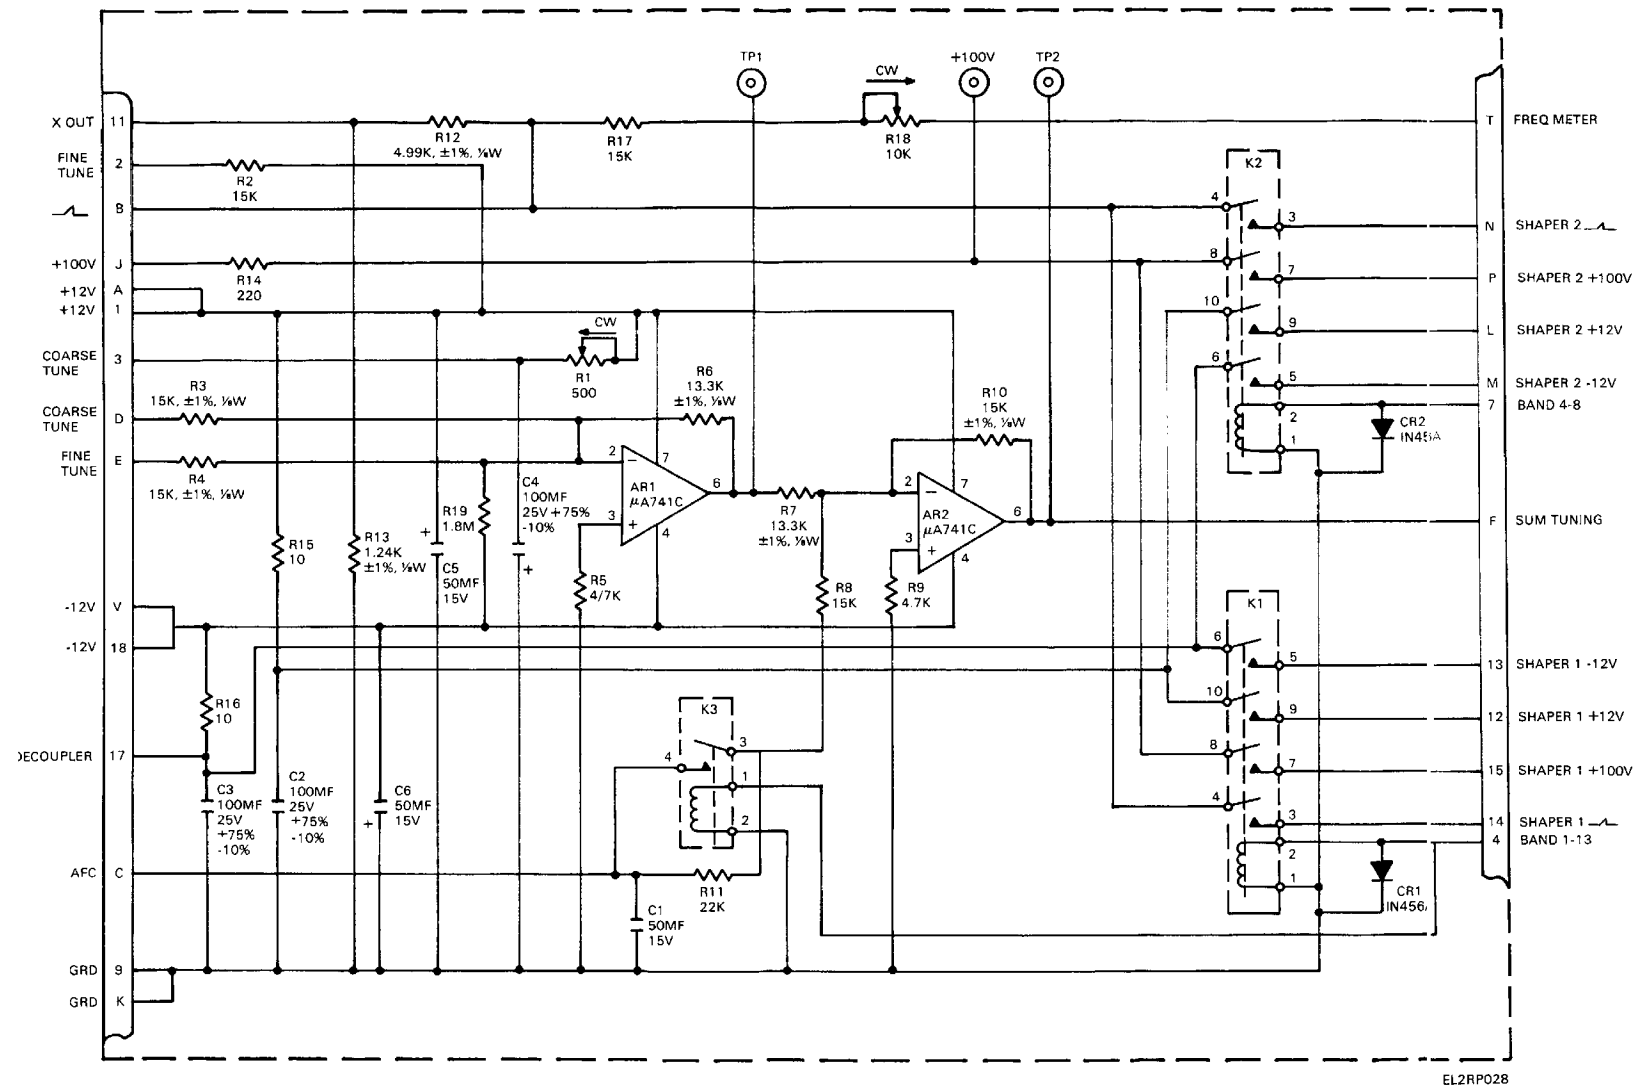 TP1
+100V
TP2
CW
X OUT 11
R12
4.99K, ±1%, ⅛W
R17
15K
R18
10K
T FREQ METER
FINE
TUNE 2
R2
15K
B
K2
4
3
N SHAPER 2
+100V J
R14
220
8
7
P SHAPER 2 +100V
+12V A
+12V 1
10
9
L SHAPER 2 +12V
CW
COARSE
TUNE 3
R1
500
6
5
M SHAPER 2 -12V
7 BAND 4-8
2
1
CR2
R3
15K, ±1%, ⅛W
R6
13.3K
±1%, ⅛W
R10
15K
±1%, ⅛W
COARSE
TUNE D
FINE
TUNE E
R4
15K, ±1%, ⅛W
2
−
7
AR1
µA741C
6
3
+
4
R7
13.3K
±1%, ⅛W
2
−
7
AR2
µA741C
6
3
+
4
F SUM TUNING
R19
1.8M
C4
100MF
25V +75%
-10%
+
R15
10
R13
1.24K
±1%, ⅛W
+
C5
50MF
15V
R5
4/7K
R8
15K
R9
4.7K
-12V V
-12V 18
K1
6
5
13 SHAPER 1 -12V
10
9
12 SHAPER 1 +12V
8
7
15 SHAPER 1 +100V
4
3
14 SHAPER 1
4 BAND 1-13
2
1
CR1
IN456
R16
10
DECOUPLER 17
C3
100MF
25V
+75%
-10%
C2
100MF
25V
+75%
-10%
C6
50MF
15V
+
K3
3
4
1
2
AFC C
R11
22K
C1
50MF
15V
GRD 9
GRD K
EL2RP028